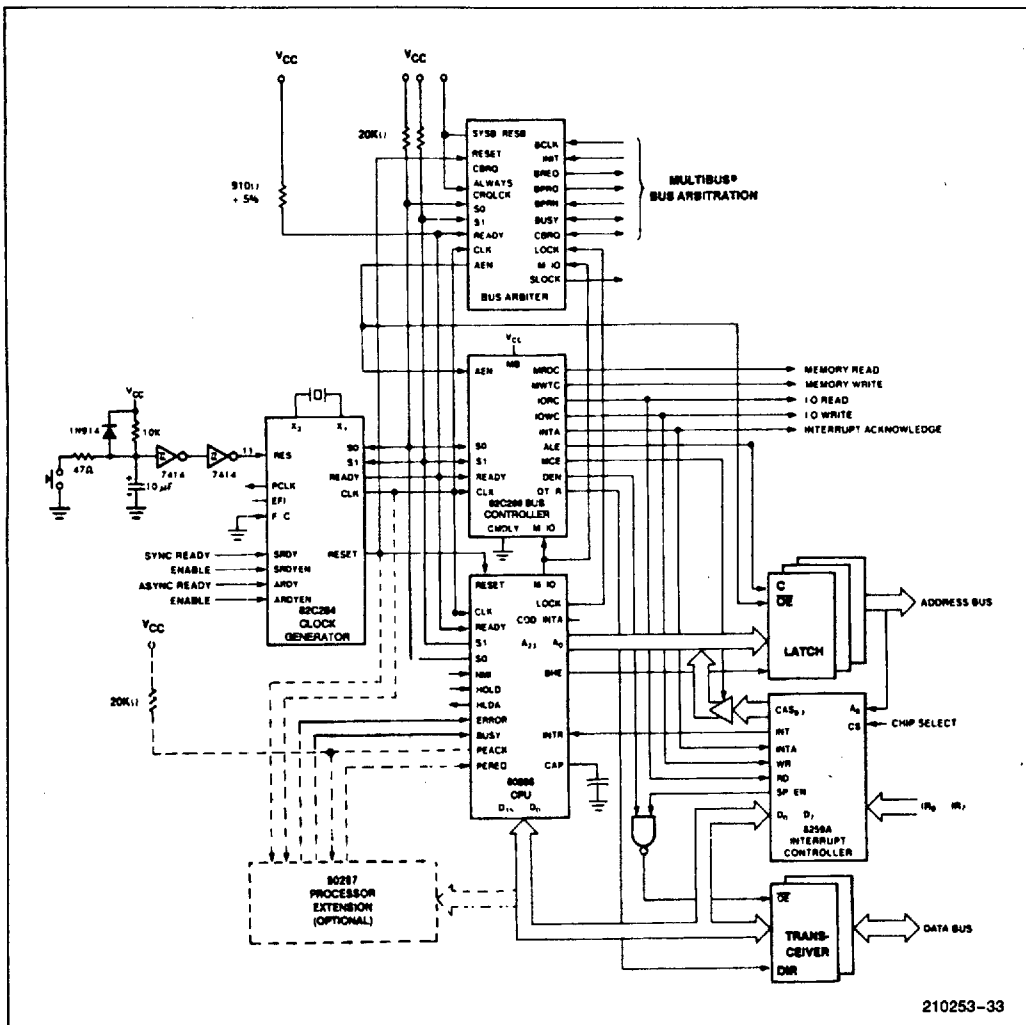 VCC
VCC
20KΩ
910Ω
+ 5%
SYSB RESB
RESET
CBRQ
ALWAYS
CRQLCK
S0
S1
READY
CLK
AEN
BCLK
INIT
BREQ
BPRO
BPRN
BUSY
CBRQ
LOCK
M IO
SLOCK
BUS ARBITER
MULTIBUS®
BUS ARBITRATION
VCC
MB
AEN
S0
S1
READY
CLK
MRDC
MWTC
IORC
IOWC
INTA
ALE
MCE
DEN
DT R
82C288 BUS
CONTROLLER
CMDLY M IO
MEMORY READ
MEMORY WRITE
I O READ
I O WRITE
INTERRUPT ACKNOWLEDGE
VCC
1N914
10K
47Ω
10 µF
7414
7414
11
X2 X1
RES
PCLK
EFI
F C
SRDY
SRDYEN
ARDY
ARDYEN
S0
S1
READY
CLK
RESET
82C284
CLOCK
GENERATOR
SYNC READY
ENABLE
ASYNC READY
ENABLE
VCC
20KΩ
RESET
CLK
READY
S1
S0
NMI
HOLD
HLDA
ERROR
BUSY
PEACK
PEREQ
M IO
LOCK
COD INTA
A23 A0
BHE
INTR
CAP
80286
CPU
D15 D0
C
OE
LATCH
ADDRESS BUS
CAS0-2
INT
INTA
WR
RD
SP EN
D0 D7
A0
CS
8259A
INTERRUPT
CONTROLLER
CHIP SELECT
IR0 IR7
80287
PROCESSOR
EXTENSION
(OPTIONAL)
OE
TRANS-
CEIVER
DIR
DATA BUS
210253-33